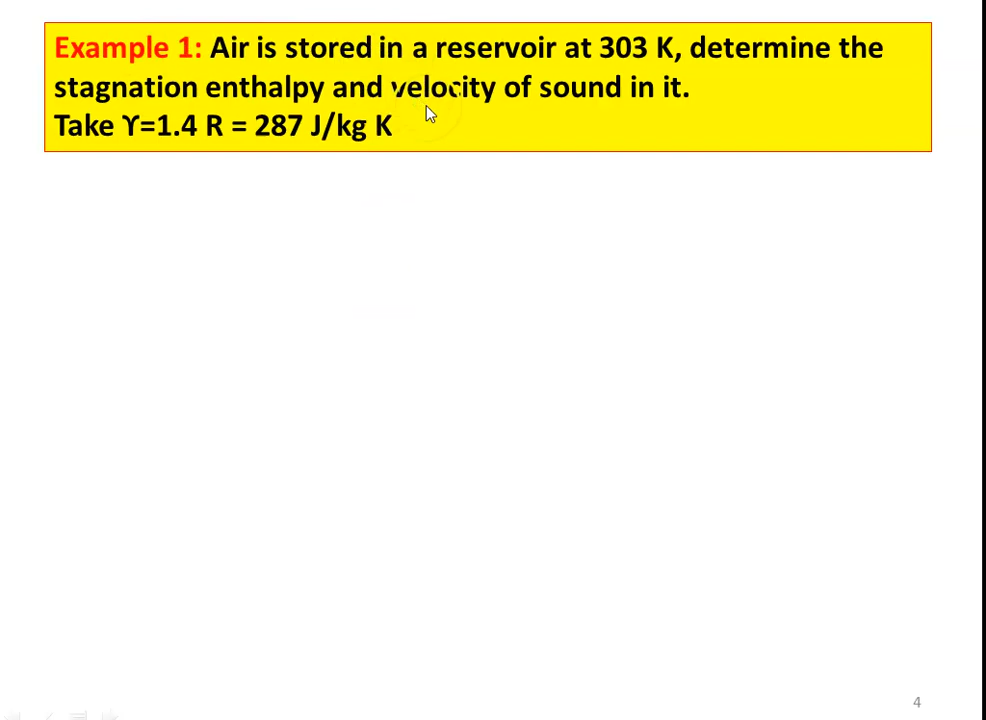 Example 1: Air is stored in a reservoir at 303 K, determine the
stagnation enthalpy and velocity of sound in it.
Take ϒ=1.4 R = 287 J/kg K
4